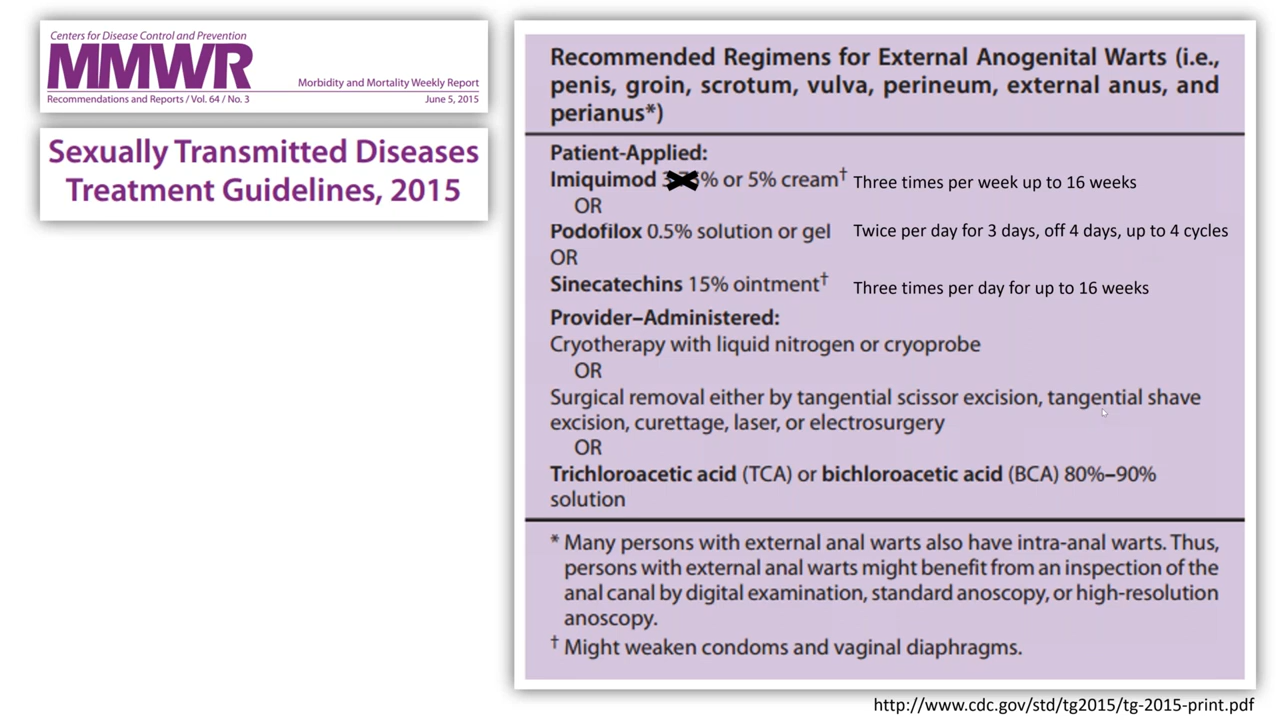 Centers for Disease Control and Prevention
MMWR
Morbidity and Mortality Weekly Report
Recommendations and Reports / Vol. 64 / No. 3
June 5, 2015
Sexually Transmitted Diseases
Treatment Guidelines, 2015
Recommended Regimens for External Anogenital Warts (i.e.,
penis, groin, scrotum, vulva, perineum, external anus, and
perianus*)
Patient-Applied:
Imiquimod % or 5% cream† Three times per week up to 16 weeks
OR
Podofilox 0.5% solution or gel Twice per day for 3 days, off 4 days, up to 4 cycles
OR
Sinecatechins 15% ointment† Three times per day for up to 16 weeks
Provider–Administered:
Cryotherapy with liquid nitrogen or cryoprobe
OR
Surgical removal either by tangential scissor excision, tangential shave
excision, curettage, laser, or electrosurgery
OR
Trichloroacetic acid (TCA) or bichloroacetic acid (BCA) 80%–90%
solution
* Many persons with external anal warts also have intra-anal warts. Thus,
persons with external anal warts might benefit from an inspection of the
anal canal by digital examination, standard anoscopy, or high-resolution
anoscopy.
† Might weaken condoms and vaginal diaphragms.
http://www.cdc.gov/std/tg2015/tg-2015-print.pdf